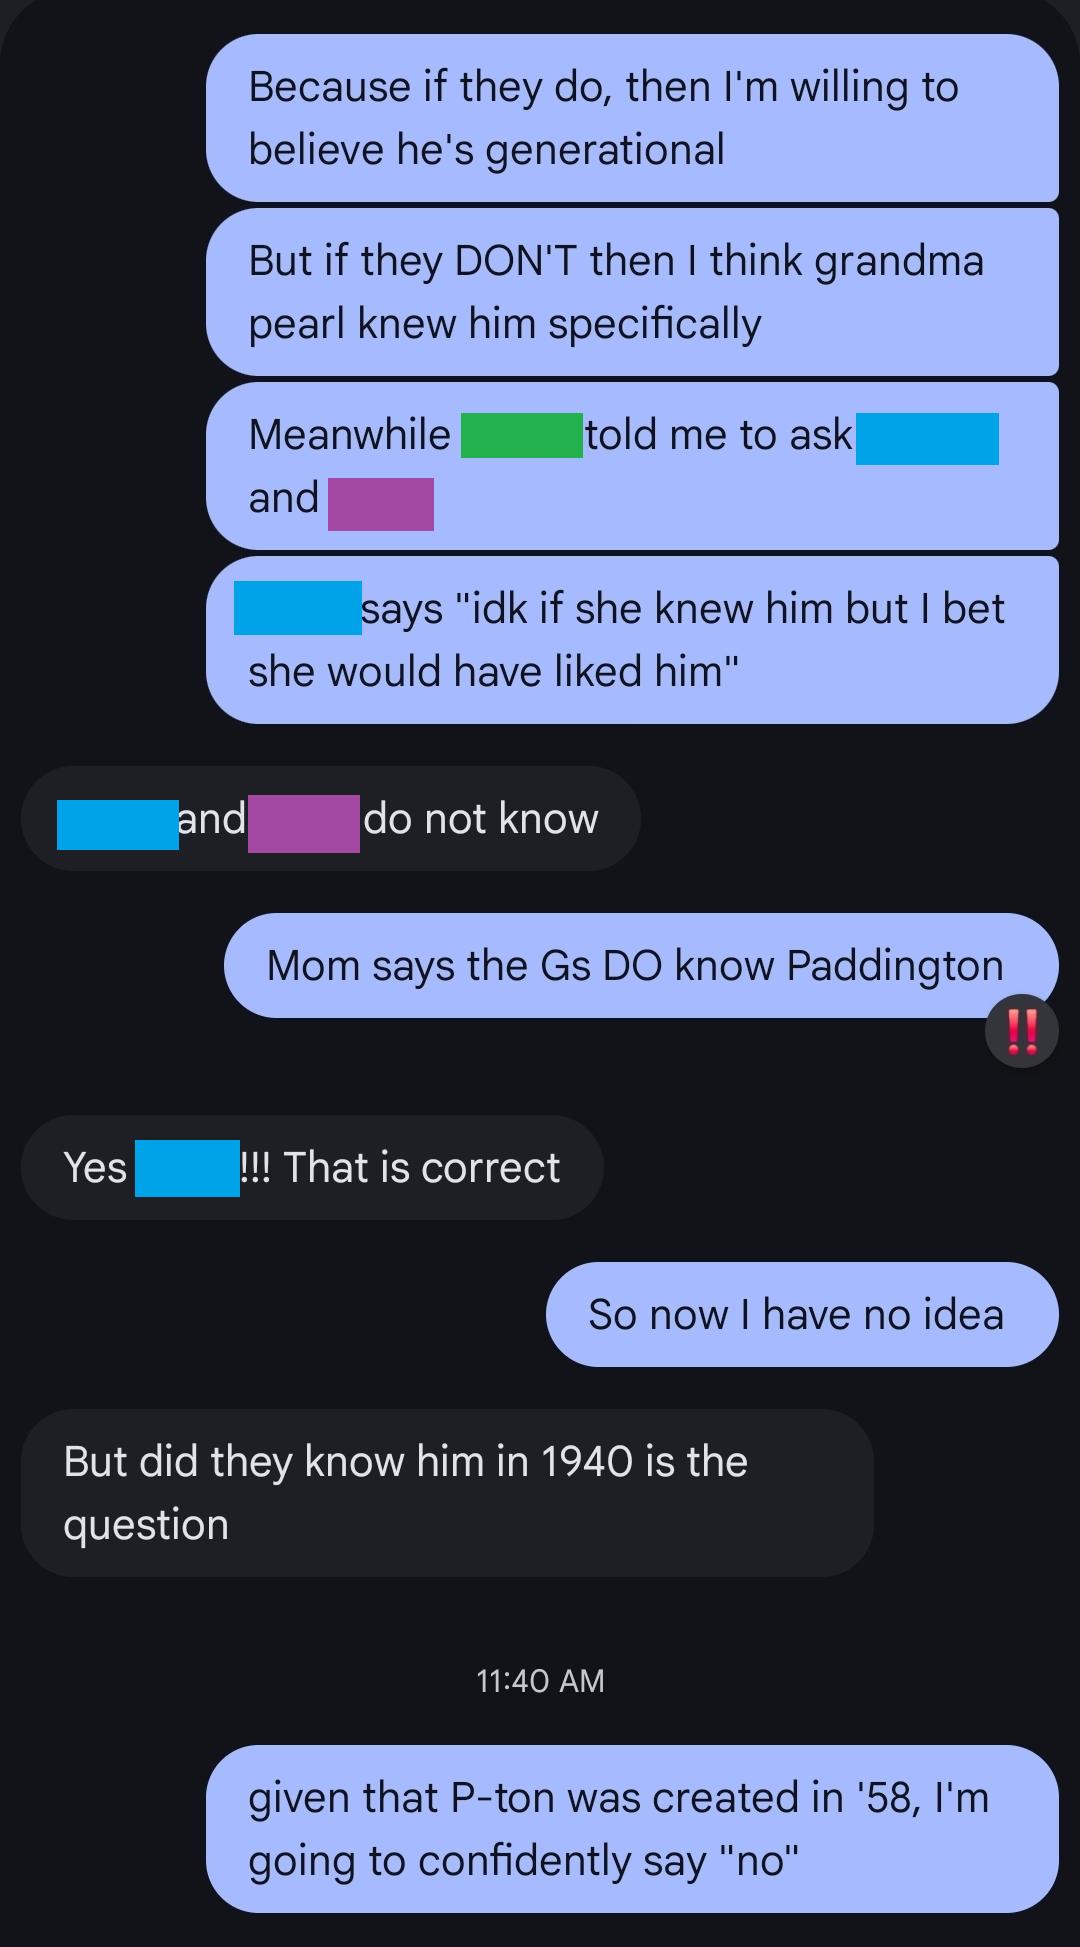 Because if they do, then I'm willing to
believe he's generational
But if they DON'T then I think grandma
pearl knew him specifically
Meanwhile told me to ask
and
says "idk if she knew him but I bet
she would have liked him"
and do not know
Mom says the Gs DO know Paddington
‼️
Yes !!! That is correct
So now I have no idea
But did they know him in 1940 is the
question
11:40 AM
given that P-ton was created in '58, I'm
going to confidently say "no"